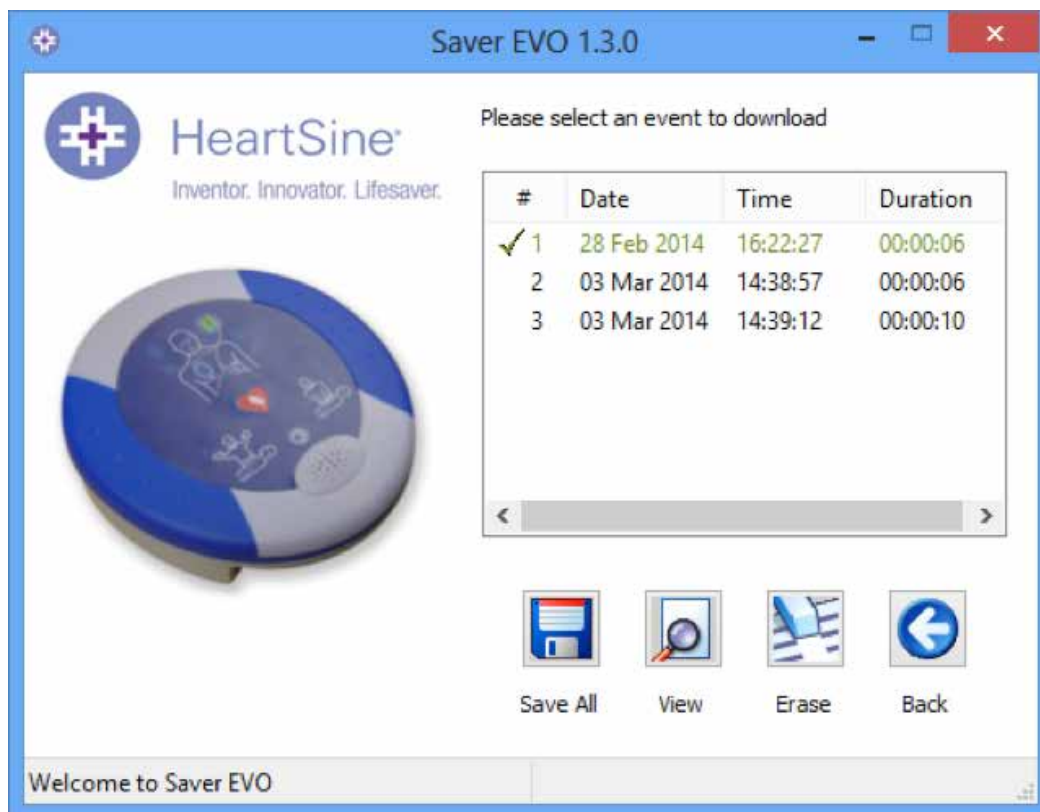 Saver EVO 1.3.0
HeartSine®
Inventor. Innovator. Lifesaver.
Please select an event to download
# Date Time Duration
1 28 Feb 2014 16:22:27 00:00:06
2 03 Mar 2014 14:38:57 00:00:06
3 03 Mar 2014 14:39:12 00:00:10
Save All View Erase Back
Welcome to Saver EVO